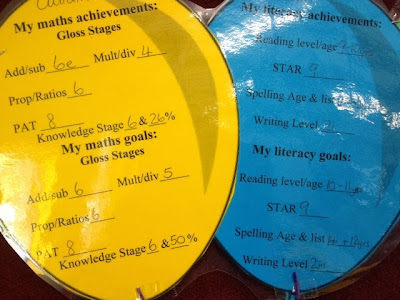 My maths achievements:
Gloss Stages
Add/sub 6e Mult/div 4
Prop/Ratios 6
PAT 8
Knowledge Stage 6 & 26%
My maths goals:
Gloss Stages
Add/sub 6 Mult/div 5
Prop/Ratios 6
PAT 8
Knowledge Stage 6 & 50%
My literacy achievements:
Reading level/age
STAR 9
Spelling Age & list
Writing Level
My literacy goals:
Reading level/age
STAR 9
Spelling Age & list
Writing Level